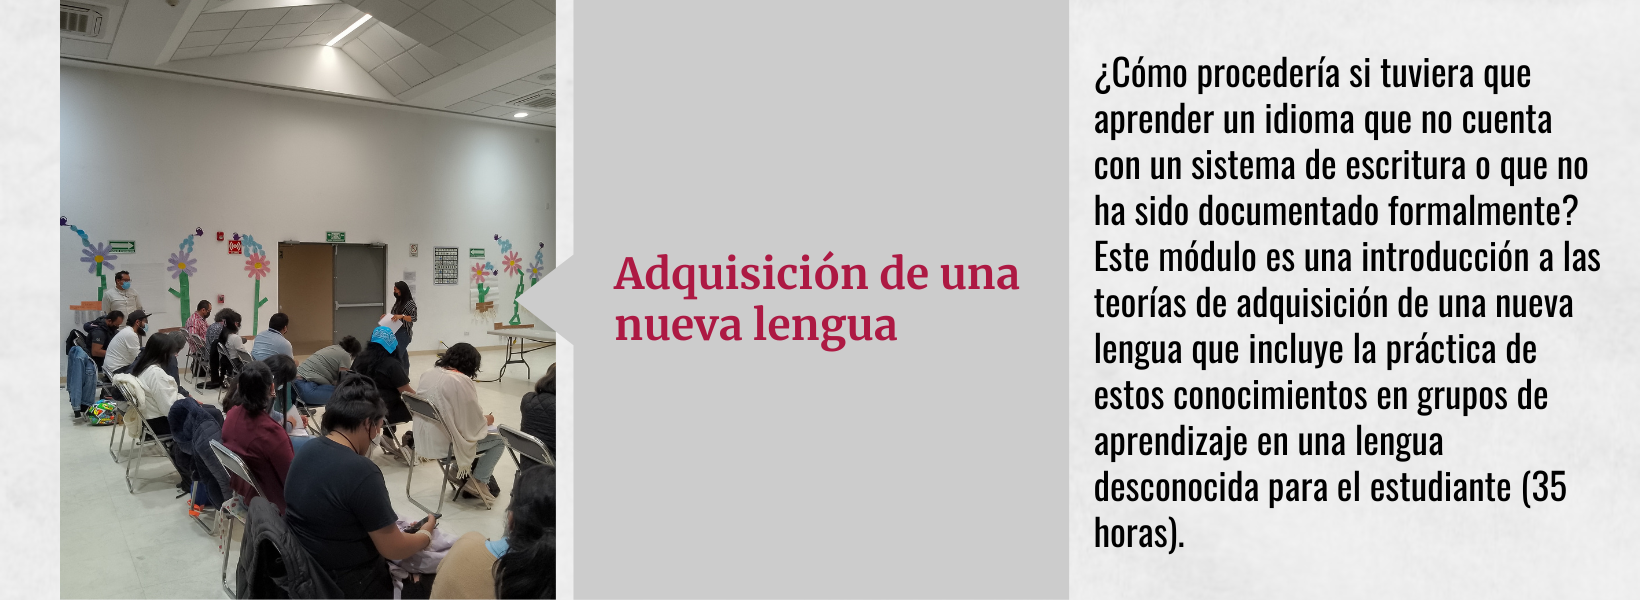 Adquisición de una
nueva lengua
¿Cómo procedería si tuviera que
aprender un idioma que no cuenta
con un sistema de escritura o que no
ha sido documentado formalmente?
Este módulo es una introducción a las
teorías de adquisición de una nueva
lengua que incluye la práctica de
estos conocimientos en grupos de
aprendizaje en una lengua
desconocida para el estudiante (35
horas).